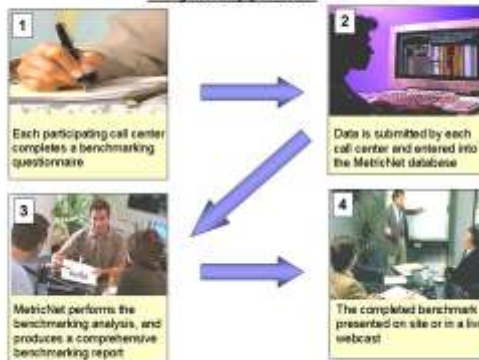 1
Each participating call center
completes a benchmarking
questionnaire
2
Data is submitted by each
call center and entered into
the MetricNet database
3
MetricNet performs the
benchmarking analysis, and
produces a comprehensive
benchmarking report
4
The completed benchmark
presented on site or in a live
webcast